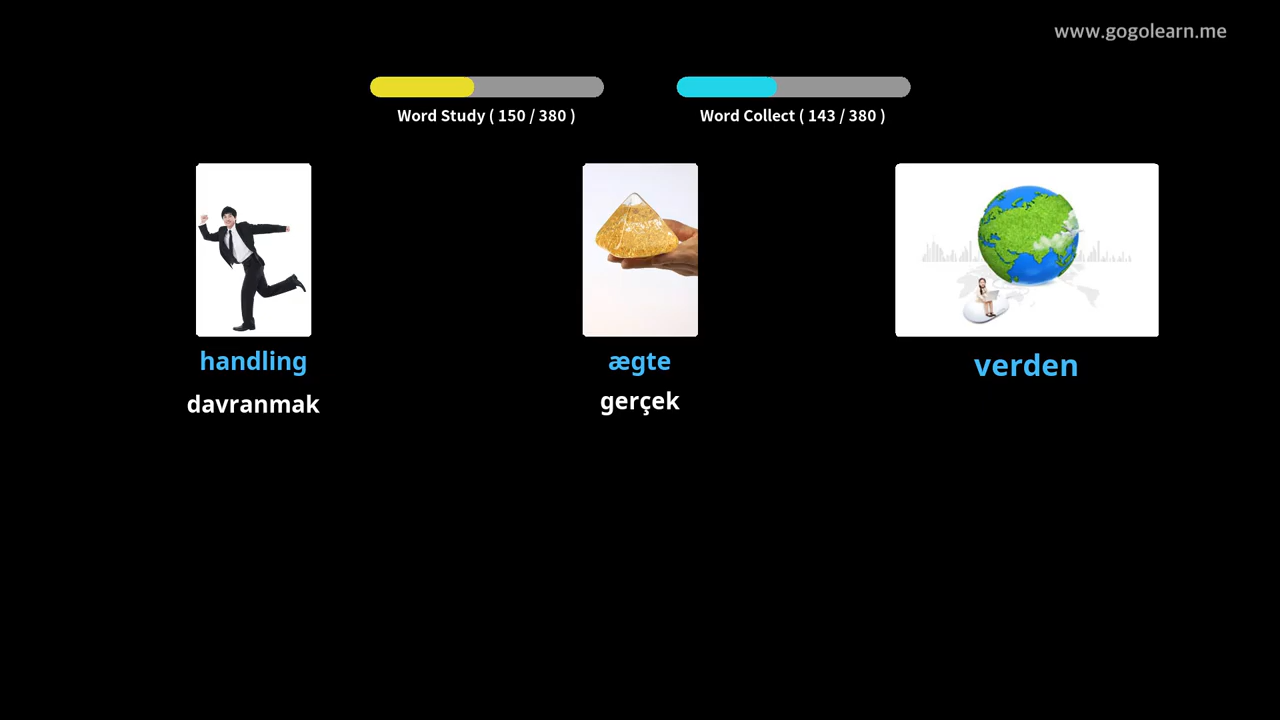 www.gogolearn.me
Word Study ( 150 / 380 )
Word Collect ( 143 / 380 )
handling
ægte
verden
davranmak
gerçek